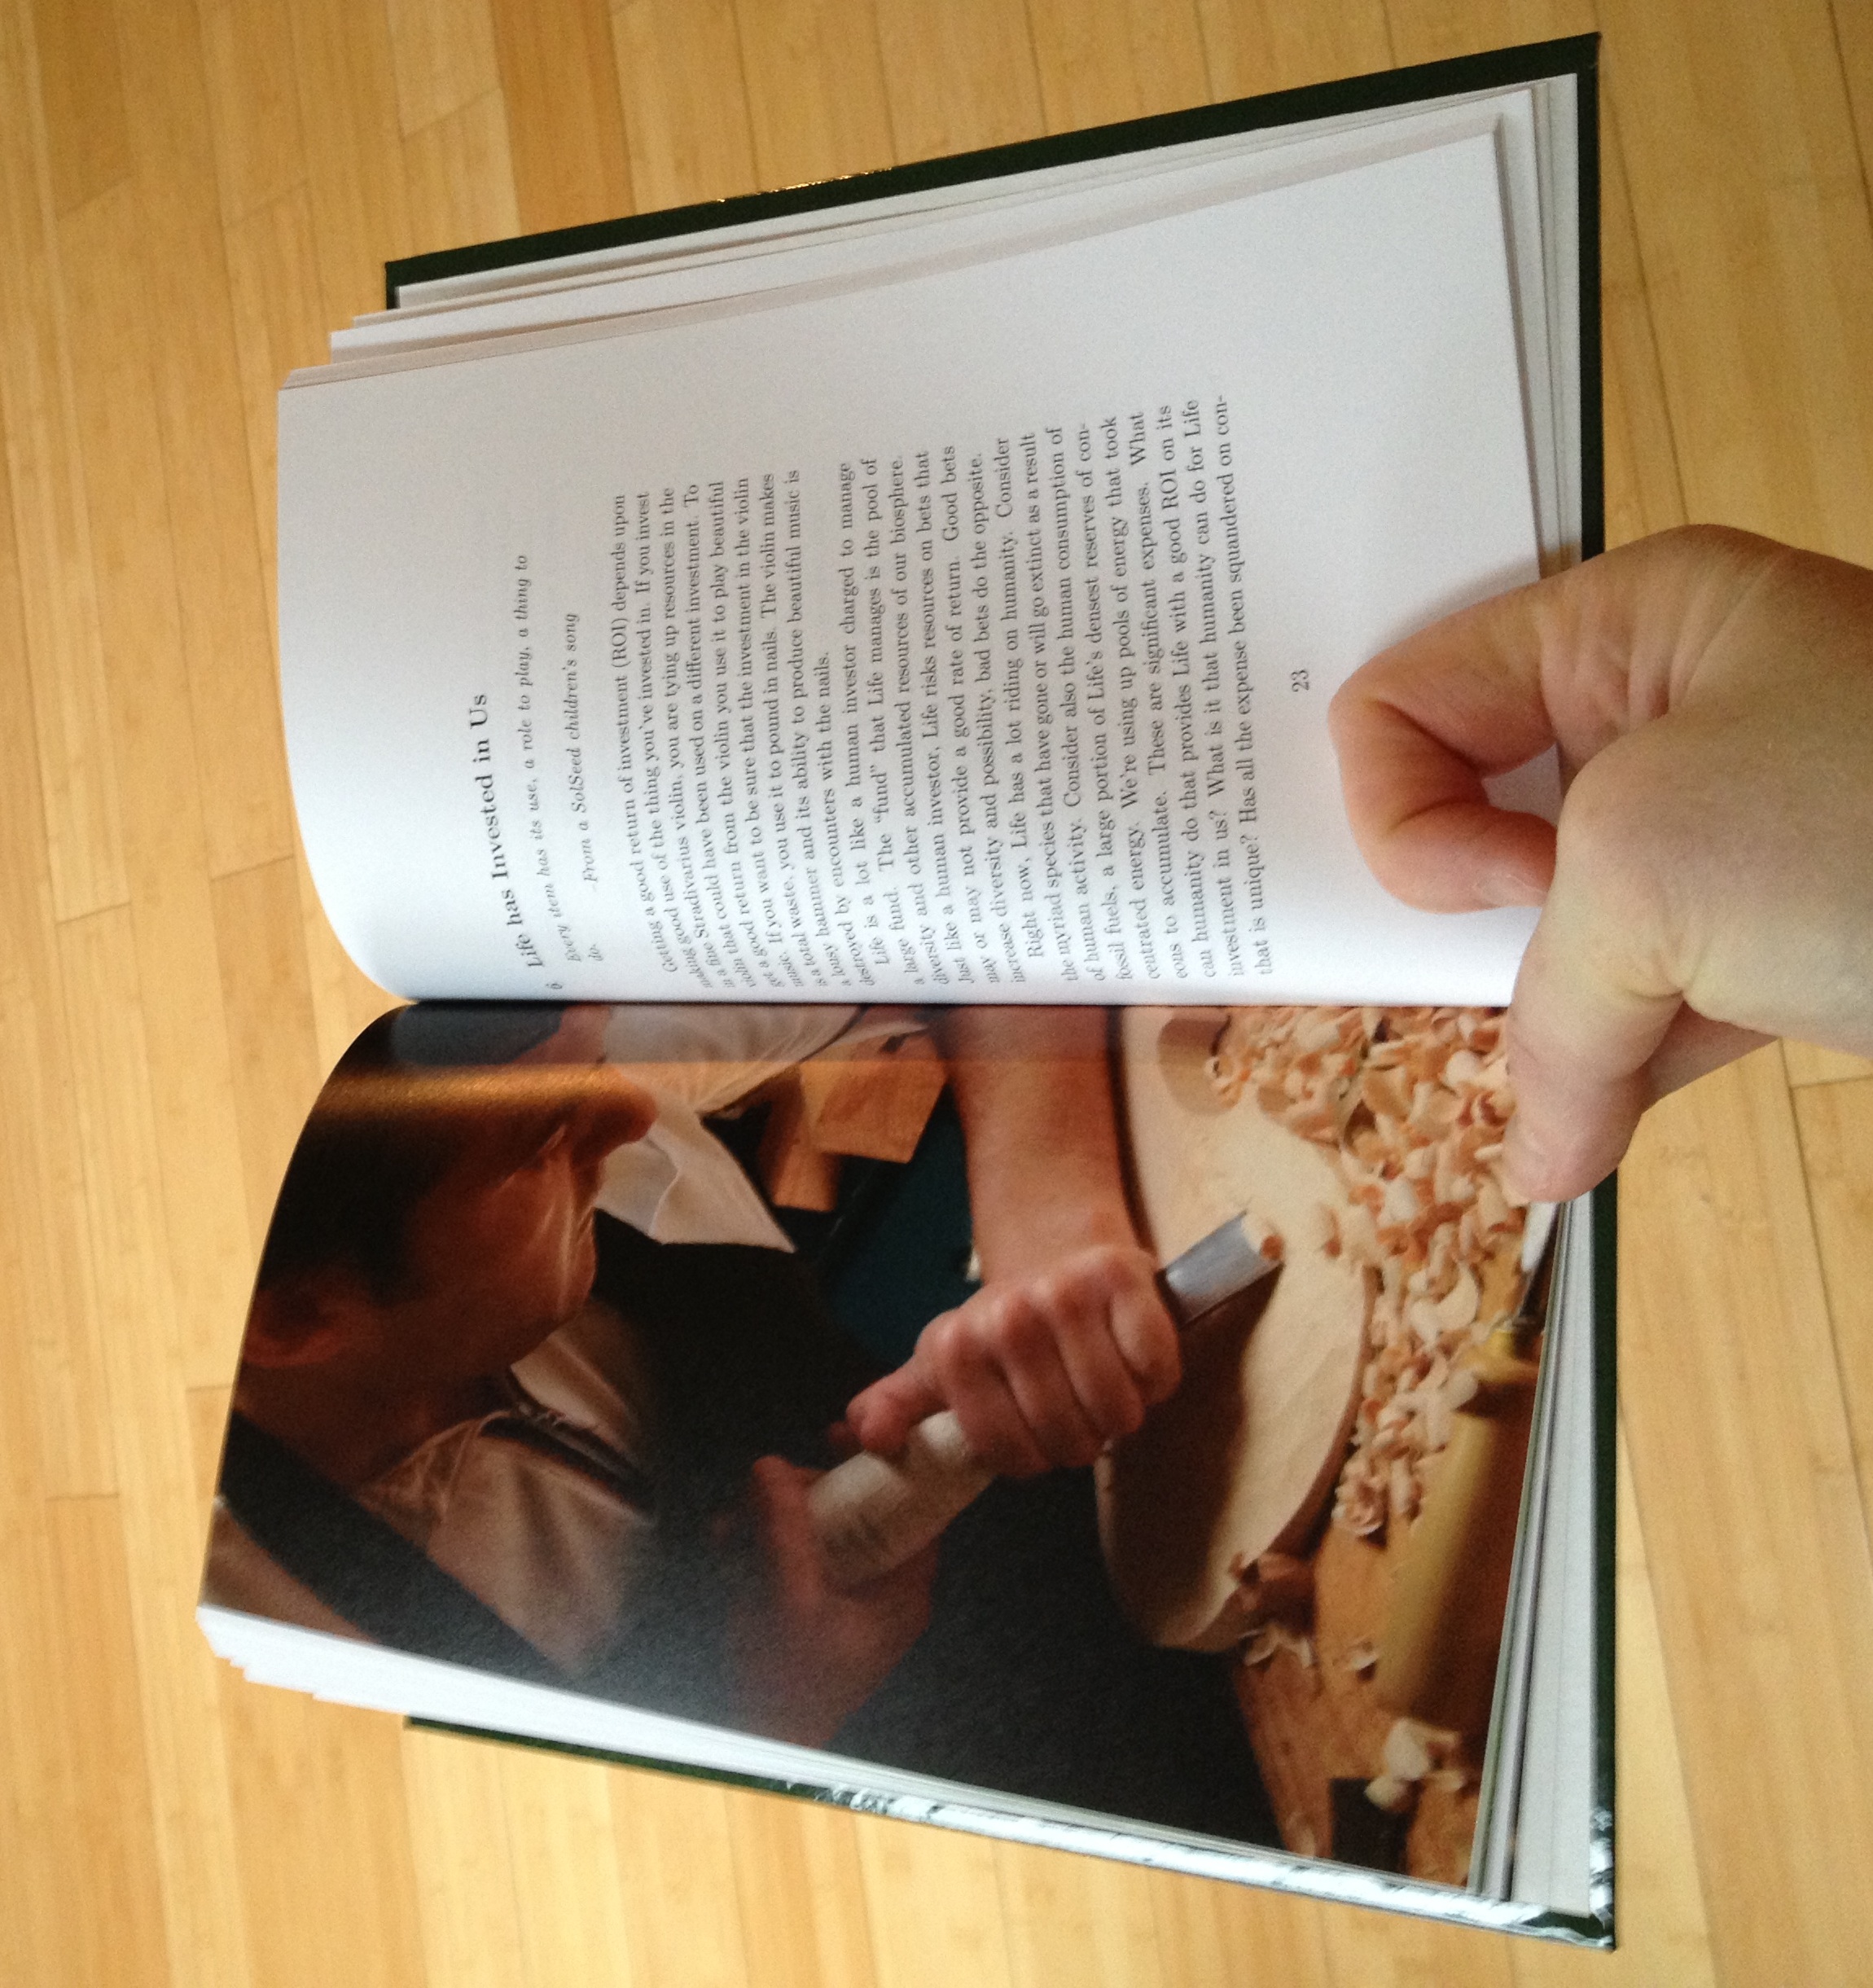 6 Life has Invested in Us
Every item has its use, a role to play, a thing to
do.
–From a SolSeed children's song
Getting a good return of investment (ROI) depends upon
making good use of the thing you've invested in. If you invest
in a fine Stradivarius violin, you are tying up resources in the
violin that could have been used on a different investment. To
get a good return from the violin you use it to play beautiful
music. If you want to be sure that the investment in the violin
is a total waste, you use it to pound in nails. The violin makes
a lousy hammer and its ability to produce beautiful music is
destroyed by encounters with the nails.
Life is a lot like a human investor charged to manage
a large fund. The “fund” that Life manages is the pool of
diversity and other accumulated resources of our biosphere.
Just like a human investor, Life risks resources on bets that
may or may not provide a good rate of return. Good bets
increase diversity and possibility, bad bets do the opposite.
Right now, Life has a lot riding on humanity. Consider
the myriad species that have gone or will go extinct as a result
of human activity. Consider also the human consumption of
fossil fuels, a large portion of Life's densest reserves of con-
centrated energy. We're using up pools of energy that took
eons to accumulate. These are significant expenses. What
can humanity do that provides Life with a good ROI on its
investment in us? What is it that humanity can do for Life
that is unique? Has all the expense been squandered on con-
23